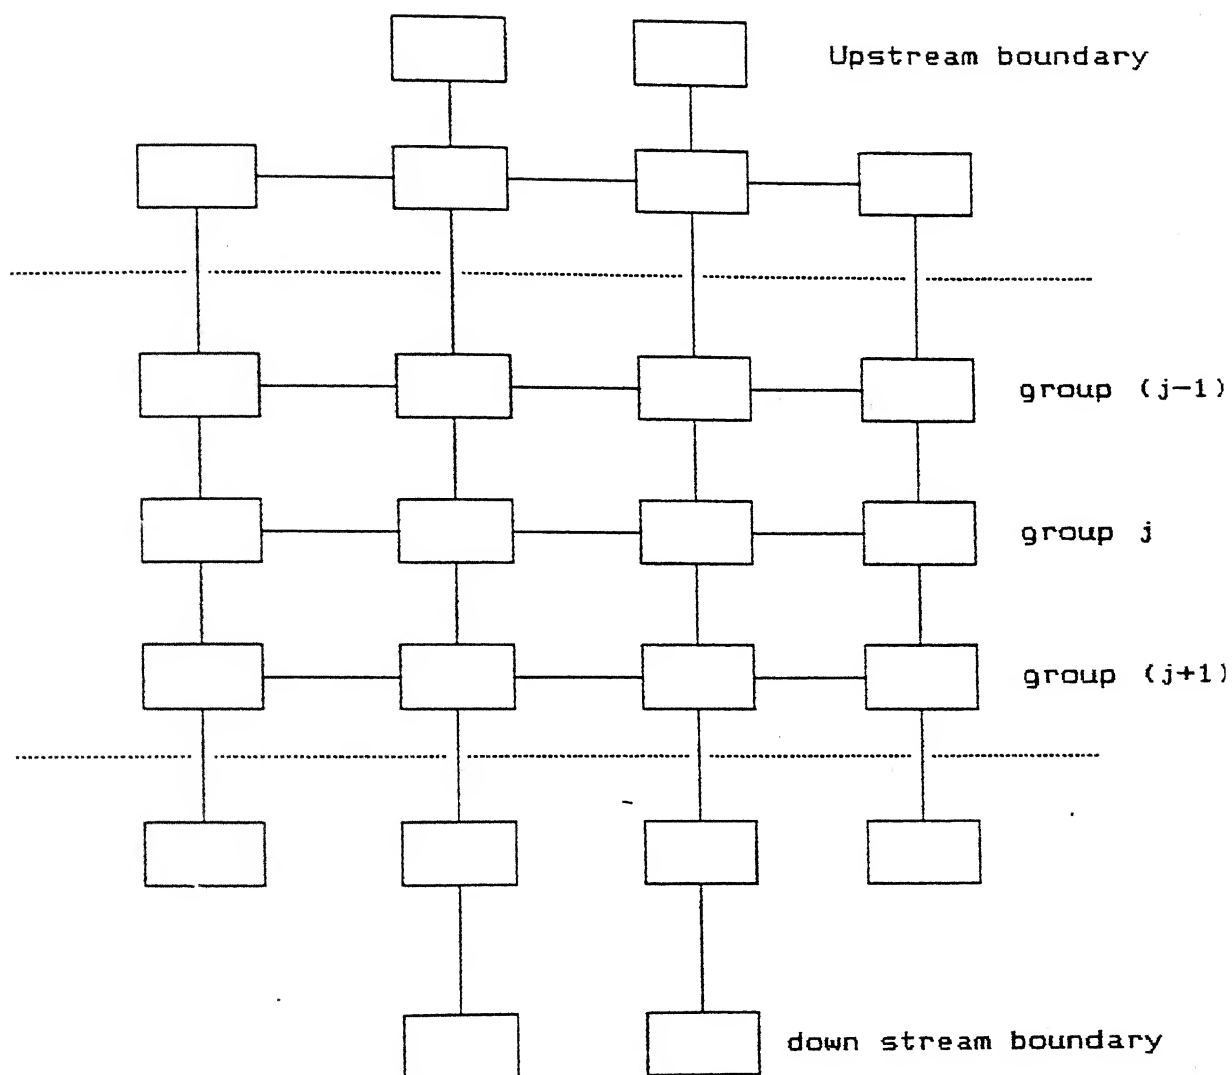 Upstream boundary
group (j-1)
group j
group (j+1)
down stream boundary